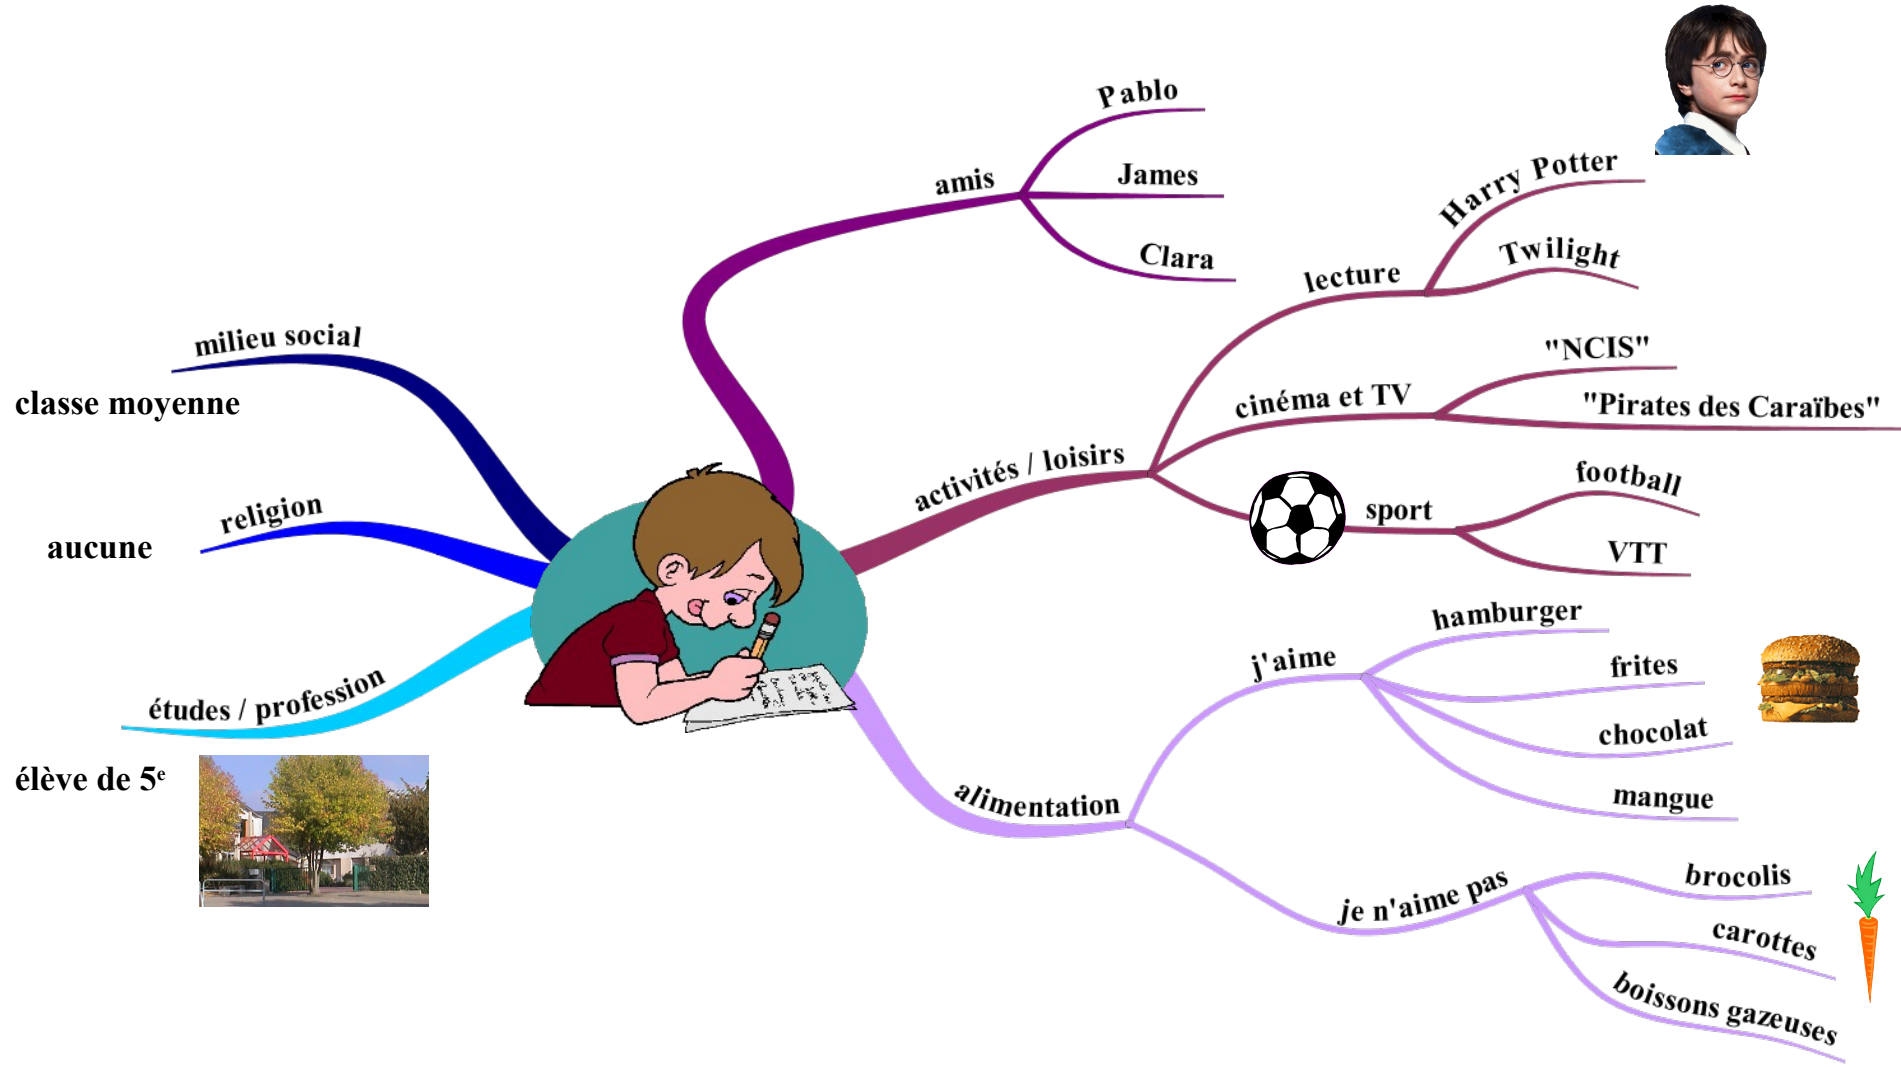 milieu social
classe moyenne
religion
aucune
études / profession
élève de 5e
amis
Pablo
James
Clara
activités / loisirs
lecture
Harry Potter
Twilight
cinéma et TV
"NCIS"
"Pirates des Caraïbes"
sport
football
VTT
alimentation
j'aime
hamburger
frites
chocolat
mangue
je n'aime pas
brocolis
carottes
boissons gazeuses